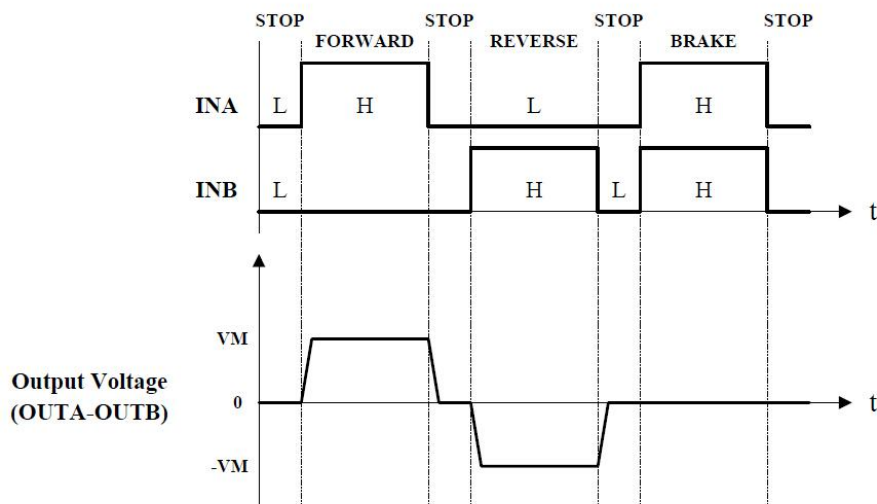 STOP STOP STOP STOP
FORWARD REVERSE BRAKE
INA L H L H
INB L H L H
t
VM
Output Voltage
(OUTA-OUTB)
0
t
-VM